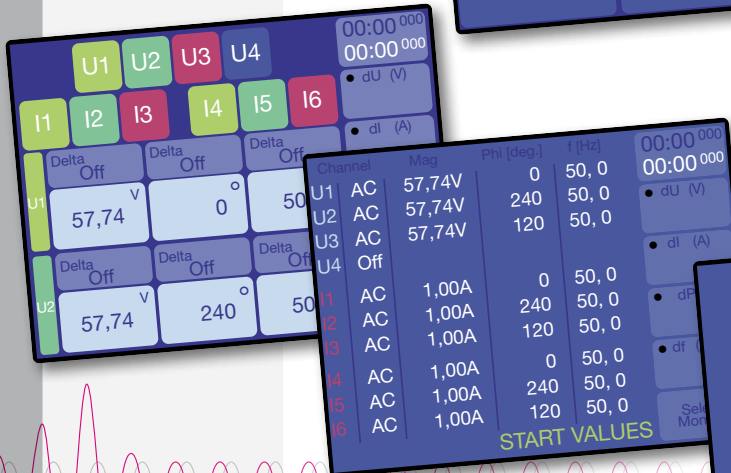 U1 U2 U3 U4
I1 I2 I3 I4 I5 I6
00:00 000
00:00 000
dU (V)
dI (A)
U1
Delta Off
Delta Off
Delta Off
57,74 V
0 °
50
U2
Delta Off
Delta Off
Off
57,74 V
240 °
50
Channel Mag Phi [deg.] f [Hz]
U1 AC 57,74V 0 50, 0
U2 AC 57,74V 240 50, 0
U3 AC 57,74V 120 50, 0
U4 Off
I1 AC 1,00A 0 50, 0
I2 AC 1,00A 240 50, 0
I3 AC 1,00A 120 50, 0
I4 AC 1,00A 0 50, 0
I5 AC 1,00A 240 50, 0
I6 AC 1,00A 120 50, 0
START VALUES
00:00 000
00:00 000
dU (V)
dI (A)
dP
df (